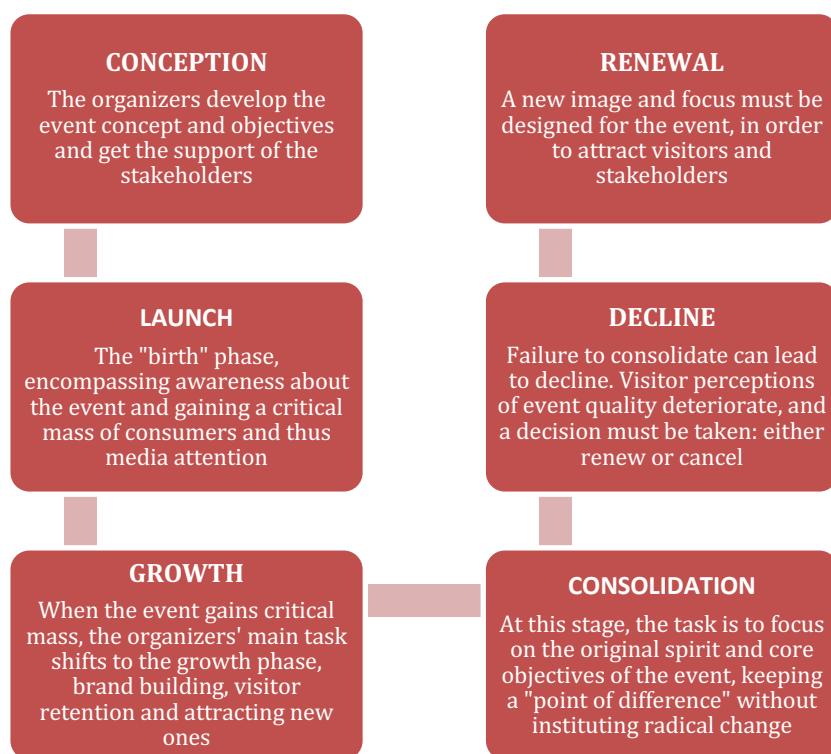 CONCEPTION
The organizers develop the
event concept and objectives
and get the support of the
stakeholders
LAUNCH
The "birth" phase,
encompassing awareness about
the event and gaining a critical
mass of consumers and thus
media attention
GROWTH
When the event gains critical
mass, the organizers' main task
shifts to the growth phase,
brand building, visitor
retention and attracting new
ones
CONSOLIDATION
At this stage, the task is to focus
on the original spirit and core
objectives of the event, keeping
a "point of difference" without
instituting radical change
DECLINE
Failure to consolidate can lead
to decline. Visitor perceptions
of event quality deteriorate, and
a decision must be taken: either
renew or cancel
RENEWAL
A new image and focus must be
designed for the event, in order
to attract visitors and
stakeholders